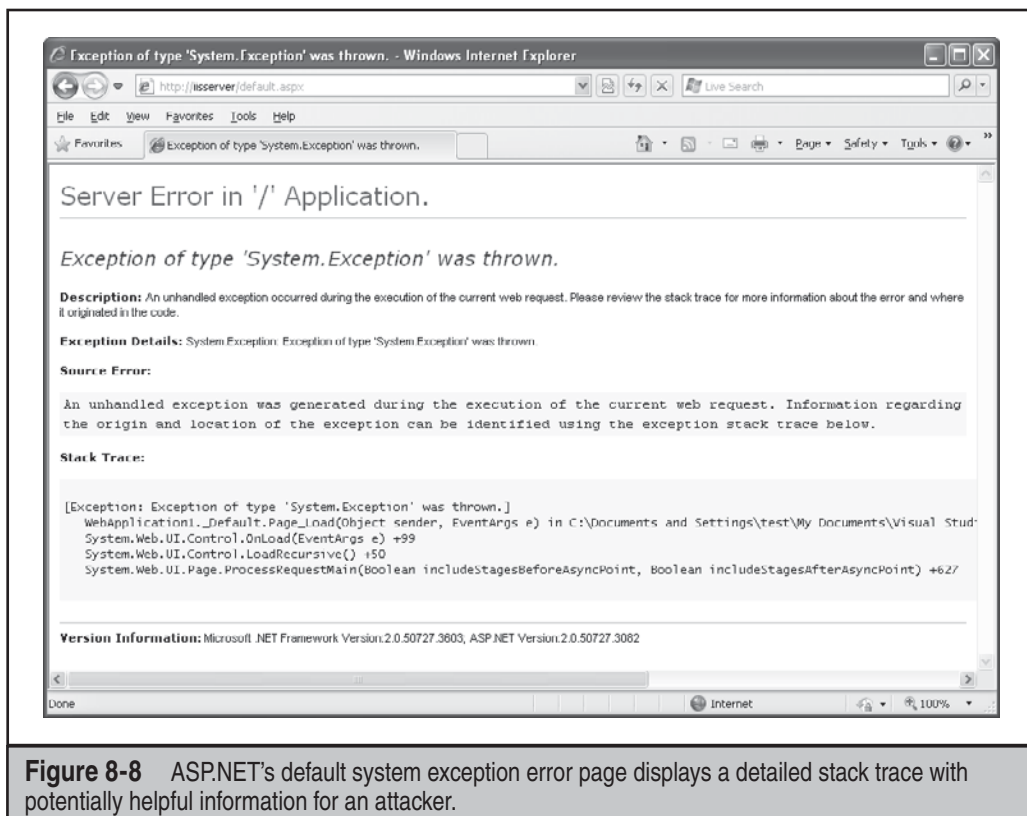 Exception of type 'System.Exception' was thrown. - Windows Internet Explorer
http://iisserver/default.aspx
Live Search
File Edit View Favorites Tools Help
Favorites
Exception of type 'System.Exception' was thrown.
Page Safety Tools
Server Error in '/' Application.
Exception of type 'System.Exception' was thrown.
Description: An unhandled exception occurred during the execution of the current web request. Please review the stack trace for more information about the error and where
it originated in the code.
Exception Details: System.Exception: Exception of type 'System.Exception' was thrown.
Source Error:
An unhandled exception was generated during the execution of the current web request. Information regarding
the origin and location of the exception can be identified using the exception stack trace below.
Stack Trace:
[Exception: Exception of type 'System.Exception' was thrown.]
WebApplication1._Default.Page_Load(Object sender, EventArgs e) in C:\Documents and Settings\test\My Documents\Visual Stud
System.Web.UI.Control.OnLoad(EventArgs e) +99
System.Web.UI.Control.LoadRecursive() +50
System.Web.UI.Page.ProcessRequestMain(Boolean includeStagesBeforeAsyncPoint, Boolean includeStagesAfterAsyncPoint) +627
Version Information: Microsoft .NET Framework Version:2.0.50727.3603; ASP.NET Version:2.0.50727.3082
Done
Internet
100%
Figure 8-8 ASP.NET's default system exception error page displays a detailed stack trace with
potentially helpful information for an attacker.